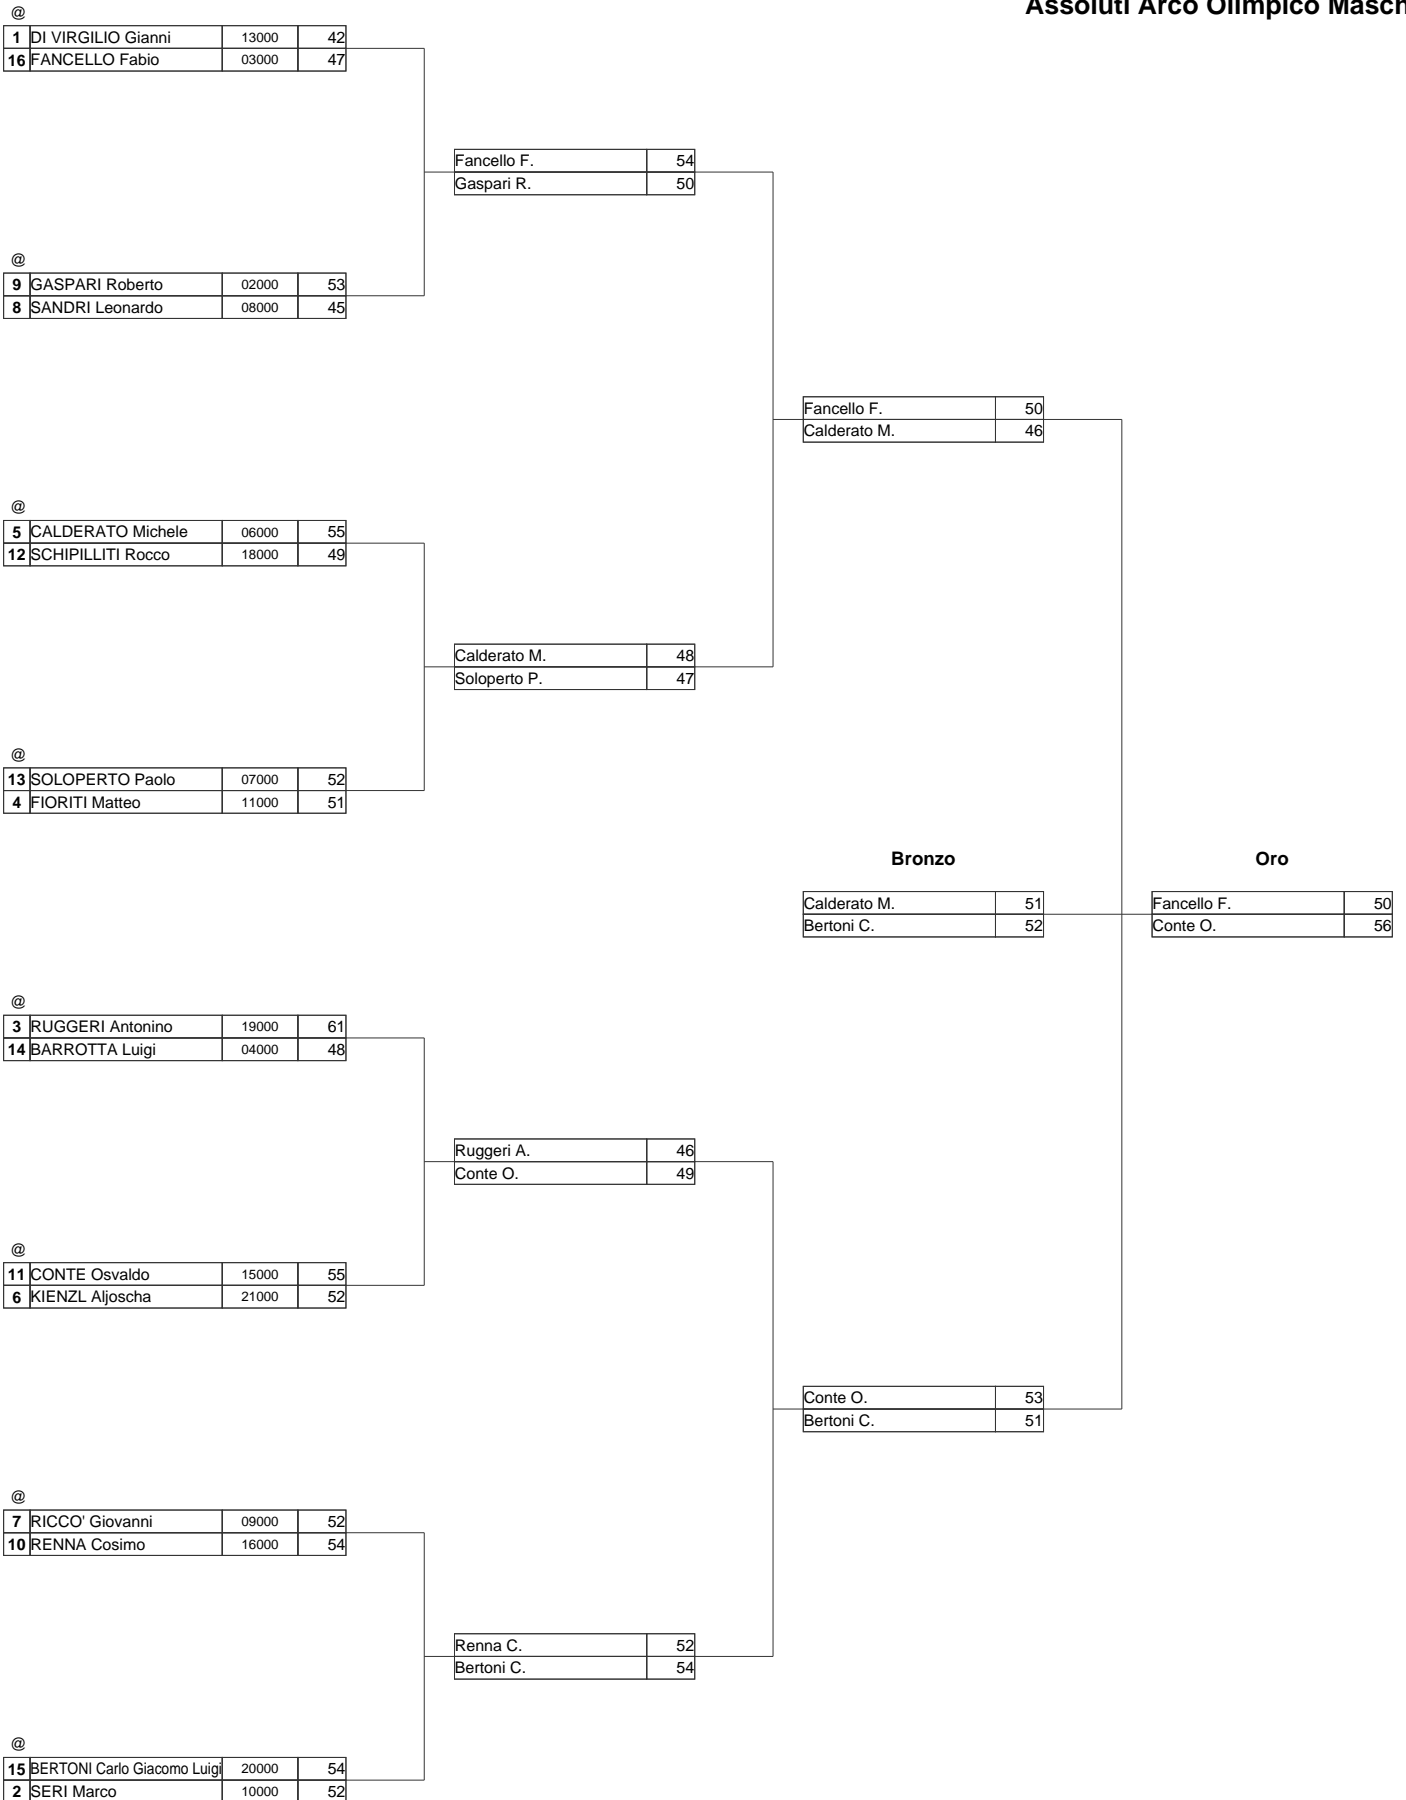 Assoluti Arco Olimpico
@
1 DI VIRGILIO Gianni 13000 42
16 FANCELLO Fabio 03000 47
Fancello F. 54
Gaspari R. 50
@
9 GASPARI Roberto 02000 53
8 SANDRI Leonardo 08000 45
Fancello F. 50
Calderato M. 46
@
5 CALDERATO Michele 06000 55
12 SCHIPILLITI Rocco 18000 49
Calderato M. 48
Soloperto P. 47
@
13 SOLOPERTO Paolo 07000 52
4 FIORITI Matteo 11000 51
Bronzo Oro
Calderato M. 51 Fancello F. 50
Bertoni C. 52 Conte O. 56
@
3 RUGGERI Antonino 19000 61
14 BARROTTA Luigi 04000 48
Ruggeri A. 46
Conte O. 49
@
11 CONTE Osvaldo 15000 55
6 KIENZL Aljoscha 21000 52
Conte O. 53
Bertoni C. 51
@
7 RICCO' Giovanni 09000 52
10 RENNA Cosimo 16000 54
Renna C. 52
Bertoni C. 54
@
15 BERTONI Carlo Giacomo Luigi 20000 54
2 SERI Marco 10000 52